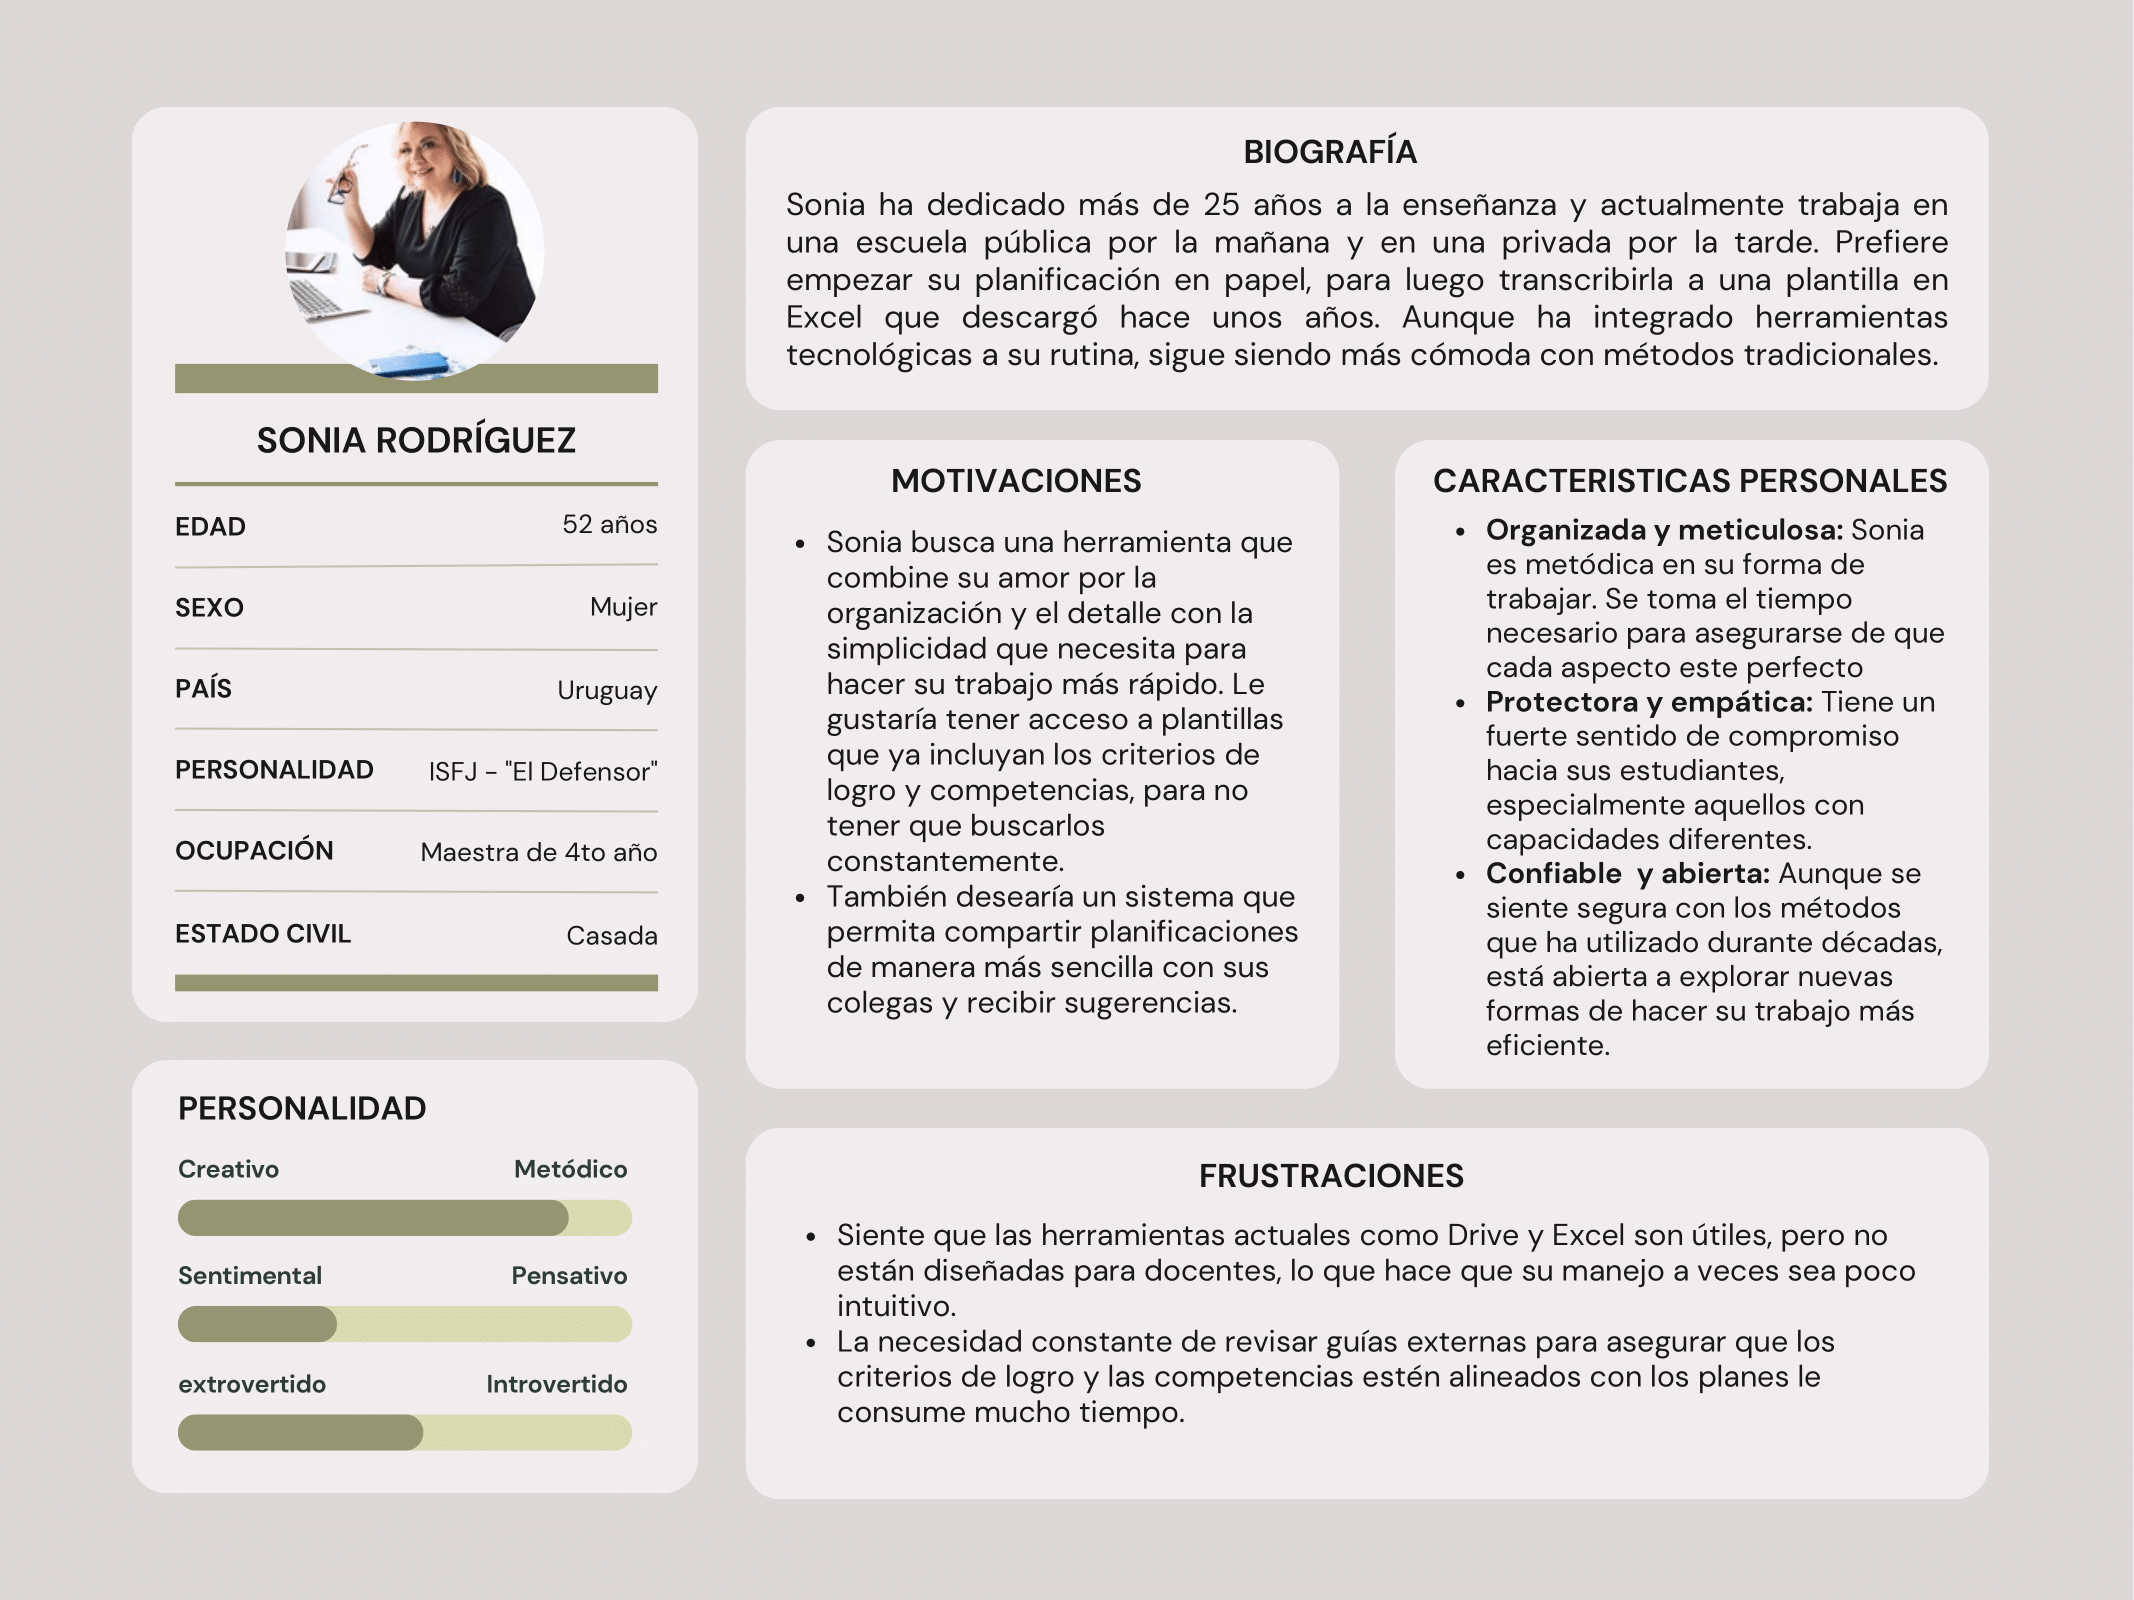 SONIA RODRÍGUEZ
EDAD 52 años
SEXO Mujer
PAÍS Uruguay
PERSONALIDAD ISFJ - "El Defensor"
OCUPACIÓN Maestra de 4to año
ESTADO CIVIL Casada
PERSONALIDAD
Creativo Metódico
Sentimental Pensativo
extrovertido Introvertido
BIOGRAFÍA
Sonia ha dedicado más de 25 años a la enseñanza y actualmente trabaja en
una escuela pública por la mañana y en una privada por la tarde. Prefiere
empezar su planificación en papel, para luego transcribirla a una plantilla en
Excel que descargó hace unos años. Aunque ha integrado herramientas
tecnológicas a su rutina, sigue siendo más cómoda con métodos tradicionales.
MOTIVACIONES
• Sonia busca una herramienta que
combine su amor por la
organización y el detalle con la
simplicidad que necesita para
hacer su trabajo más rápido. Le
gustaría tener acceso a plantillas
que ya incluyan los criterios de
logro y competencias, para no
tener que buscarlos
constantemente.
• También desearía un sistema que
permita compartir planificaciones
de manera más sencilla con sus
colegas y recibir sugerencias.
CARACTERISTICAS PERSONALES
• Organizada y meticulosa: Sonia
es metódica en su forma de
trabajar. Se toma el tiempo
necesario para asegurarse de que
cada aspecto este perfecto
• Protectora y empática: Tiene un
fuerte sentido de compromiso
hacia sus estudiantes,
especialmente aquellos con
capacidades diferentes.
• Confiable y abierta: Aunque se
siente segura con los métodos
que ha utilizado durante décadas,
está abierta a explorar nuevas
formas de hacer su trabajo más
eficiente.
FRUSTRACIONES
• Siente que las herramientas actuales como Drive y Excel son útiles, pero no
están diseñadas para docentes, lo que hace que su manejo a veces sea poco
intuitivo.
• La necesidad constante de revisar guías externas para asegurar que los
criterios de logro y las competencias estén alineados con los planes le
consume mucho tiempo.